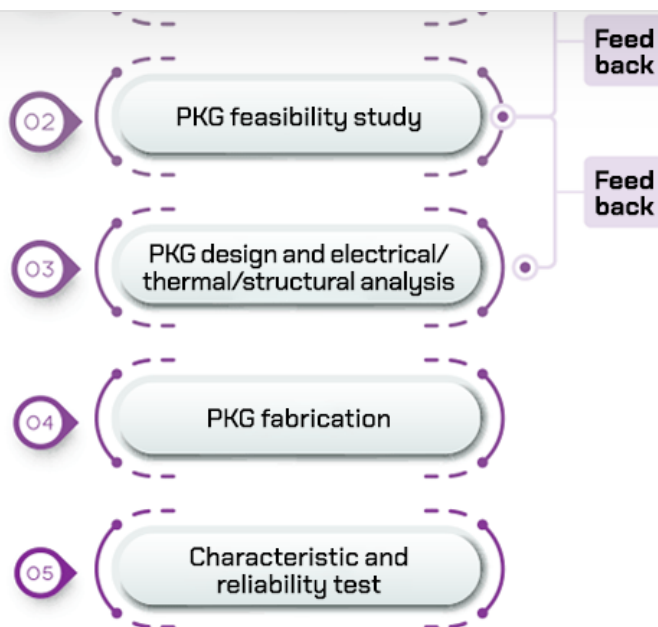 Feed
back
02
PKG feasibility study
Feed
back
03
PKG design and electrical/
thermal/structural analysis
04
PKG fabrication
05
Characteristic and
reliability test